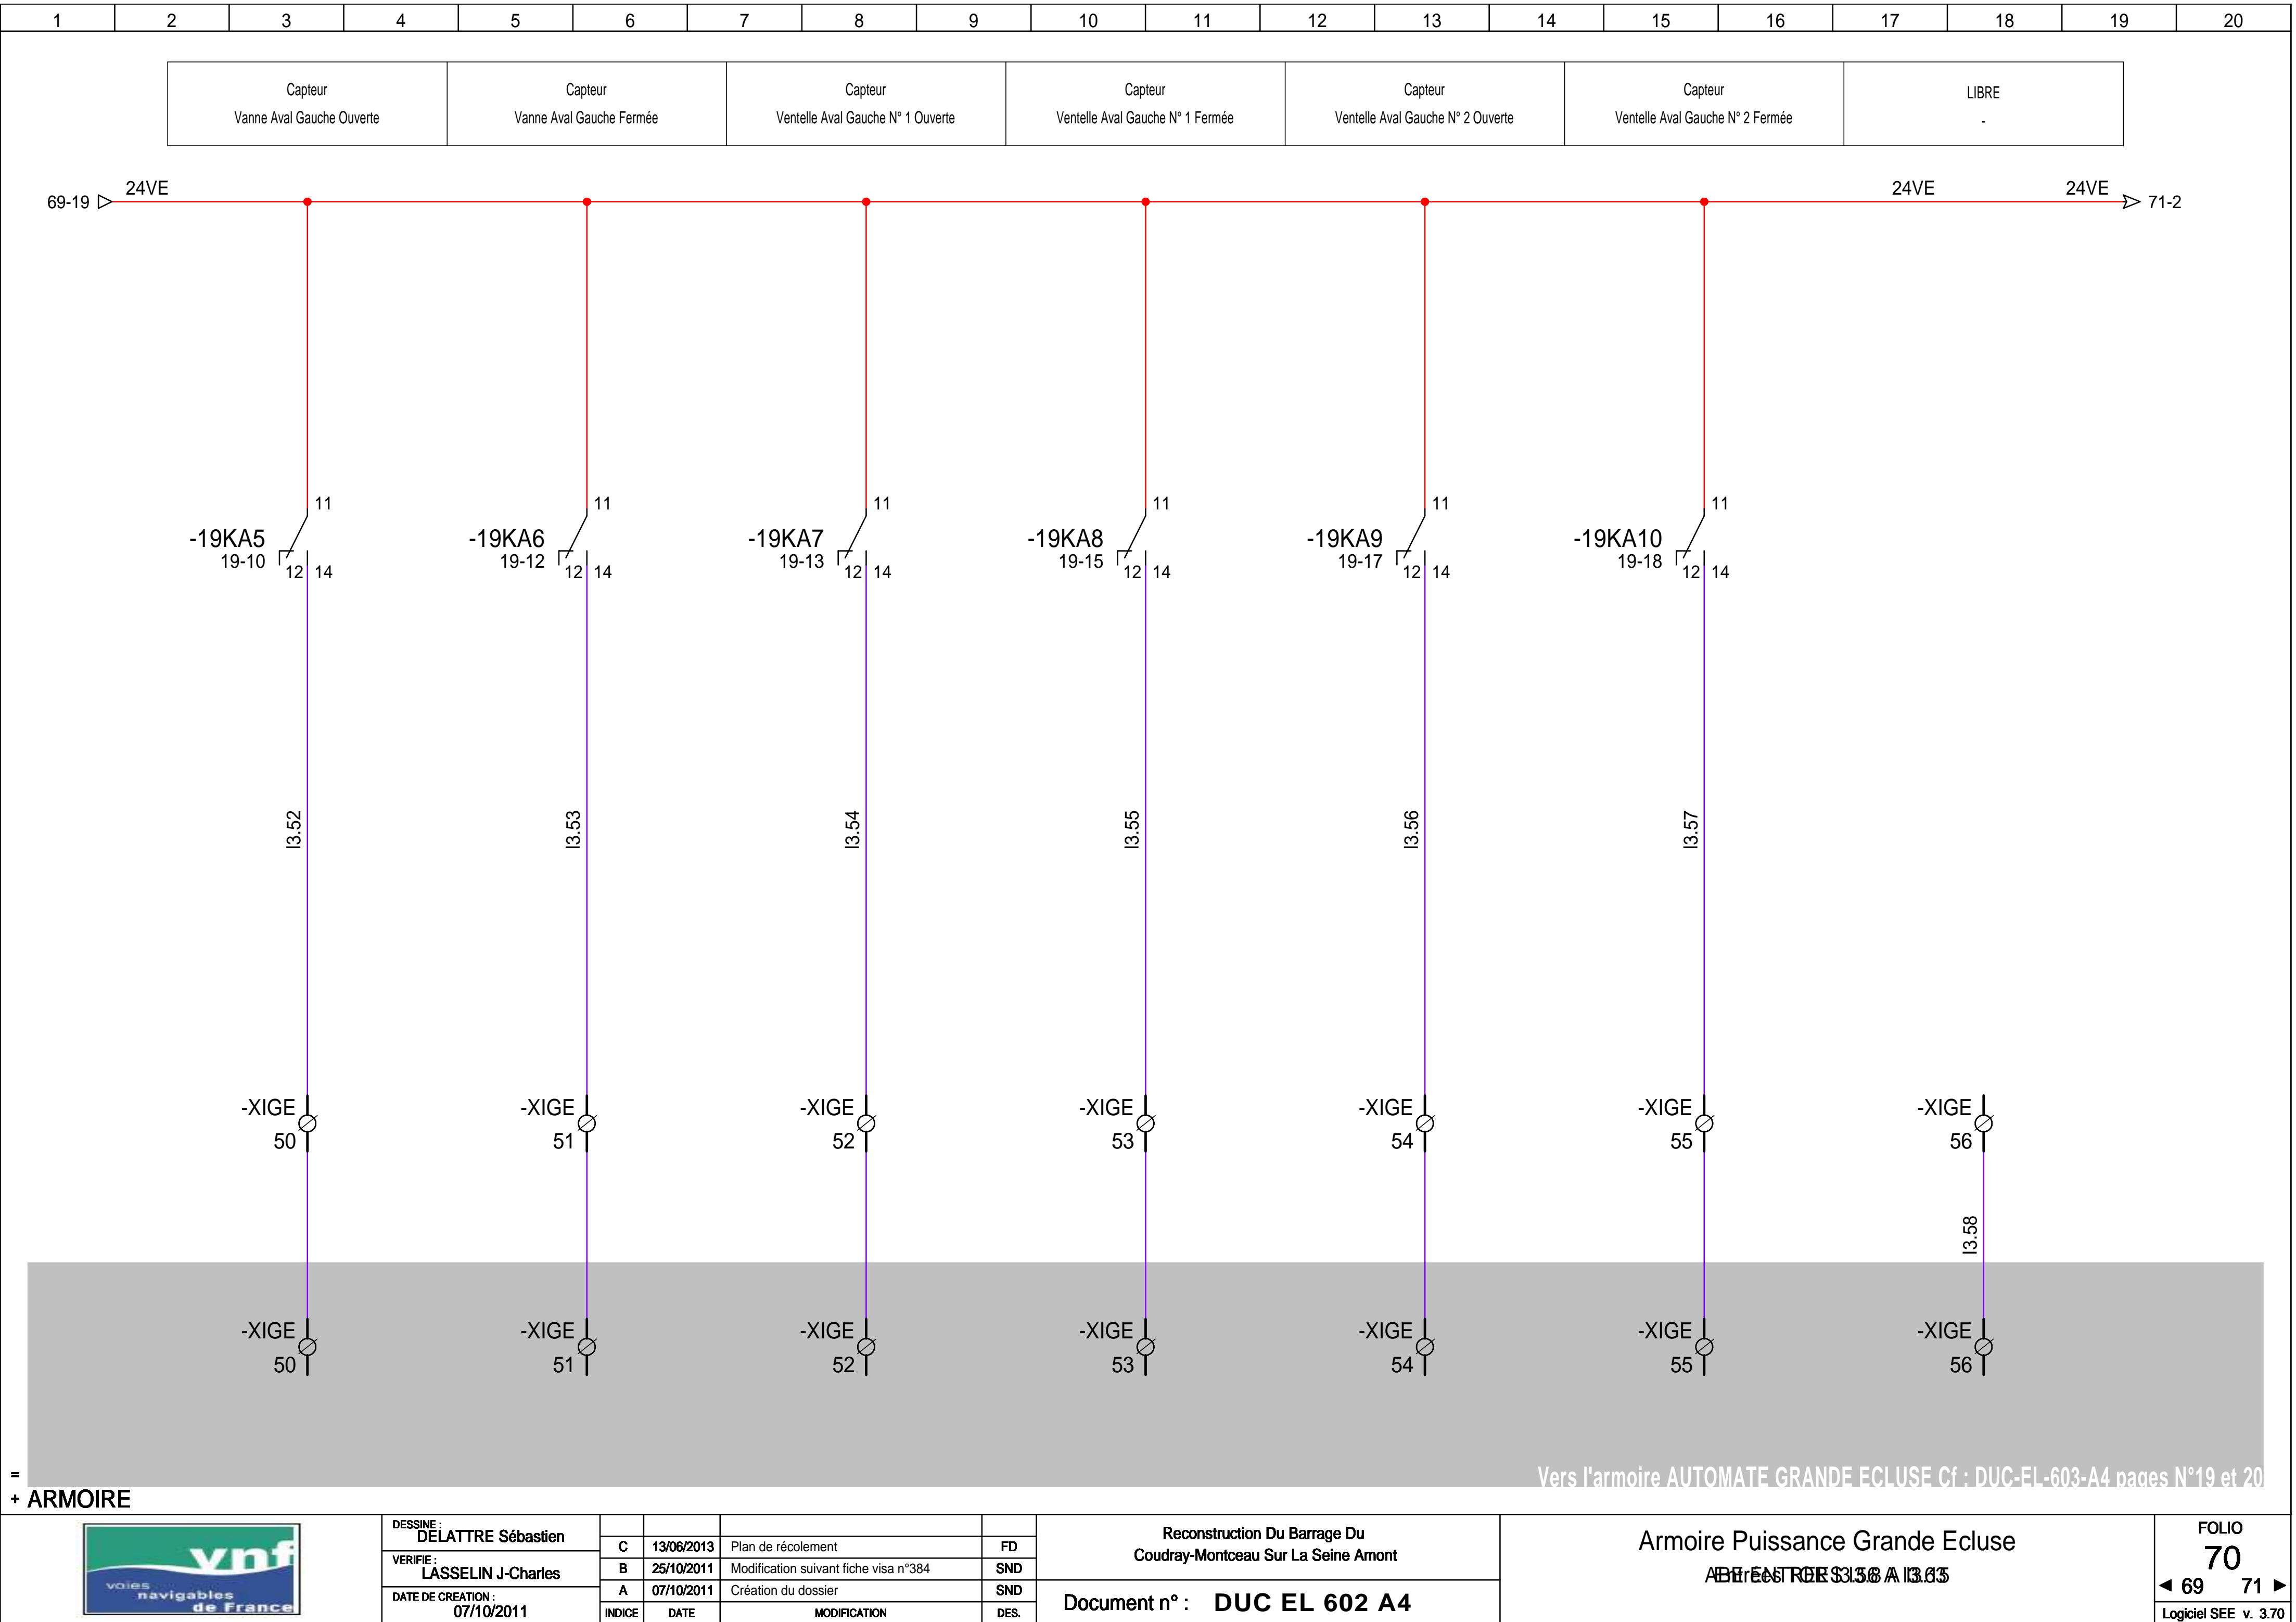 1 2 3 4 5 6 7 8 9 10 11 12 13 14 15 16 17 18 19 20
Capteur
Vanne Aval Gauche Ouverte
Capteur
Vanne Aval Gauche Fermée
Capteur
Ventelle Aval Gauche N° 1 Ouverte
Capteur
Ventelle Aval Gauche N° 1 Fermée
Capteur
Ventelle Aval Gauche N° 2 Ouverte
Capteur
Ventelle Aval Gauche N° 2 Fermée
LIBRE
-
69-19 24VE 24VE 24VE 71-2
11 11 11 11 11 11
-19KA5 -19KA6 -19KA7 -19KA8 -19KA9 -19KA10
19-10 19-12 19-13 19-15 19-17 19-18
12 14 12 14 12 14 12 14 12 14 12 14
I3.52 I3.53 I3.54 I3.55 I3.56 I3.57
-XIGE -XIGE -XIGE -XIGE -XIGE -XIGE -XIGE
50 51 52 53 54 55 56
I3.58
-XIGE -XIGE -XIGE -XIGE -XIGE -XIGE -XIGE
50 51 52 53 54 55 56
Vers l'armoire AUTOMATE GRANDE ECLUSE Cf : DUC-EL-603-A4 pages N°19 et 20
=
+ ARMOIRE
vnf
voies
navigables
de France
DESSINE :
DELATTRE Sébastien
VERIFIE :
LASSELIN J-Charles
DATE DE CREATION :
07/10/2011
C 13/06/2013 Plan de récolement FD
B 25/10/2011 Modification suivant fiche visa n°384 SND
A 07/10/2011 Création du dossier SND
INDICE DATE MODIFICATION DES.
Reconstruction Du Barrage Du
Coudray-Montceau Sur La Seine Amont
Document n° : DUC EL 602 A4
Armoire Puissance Grande Ecluse
FOLIO
70
◄ 69 71 ►
Logiciel SEE v. 3.70